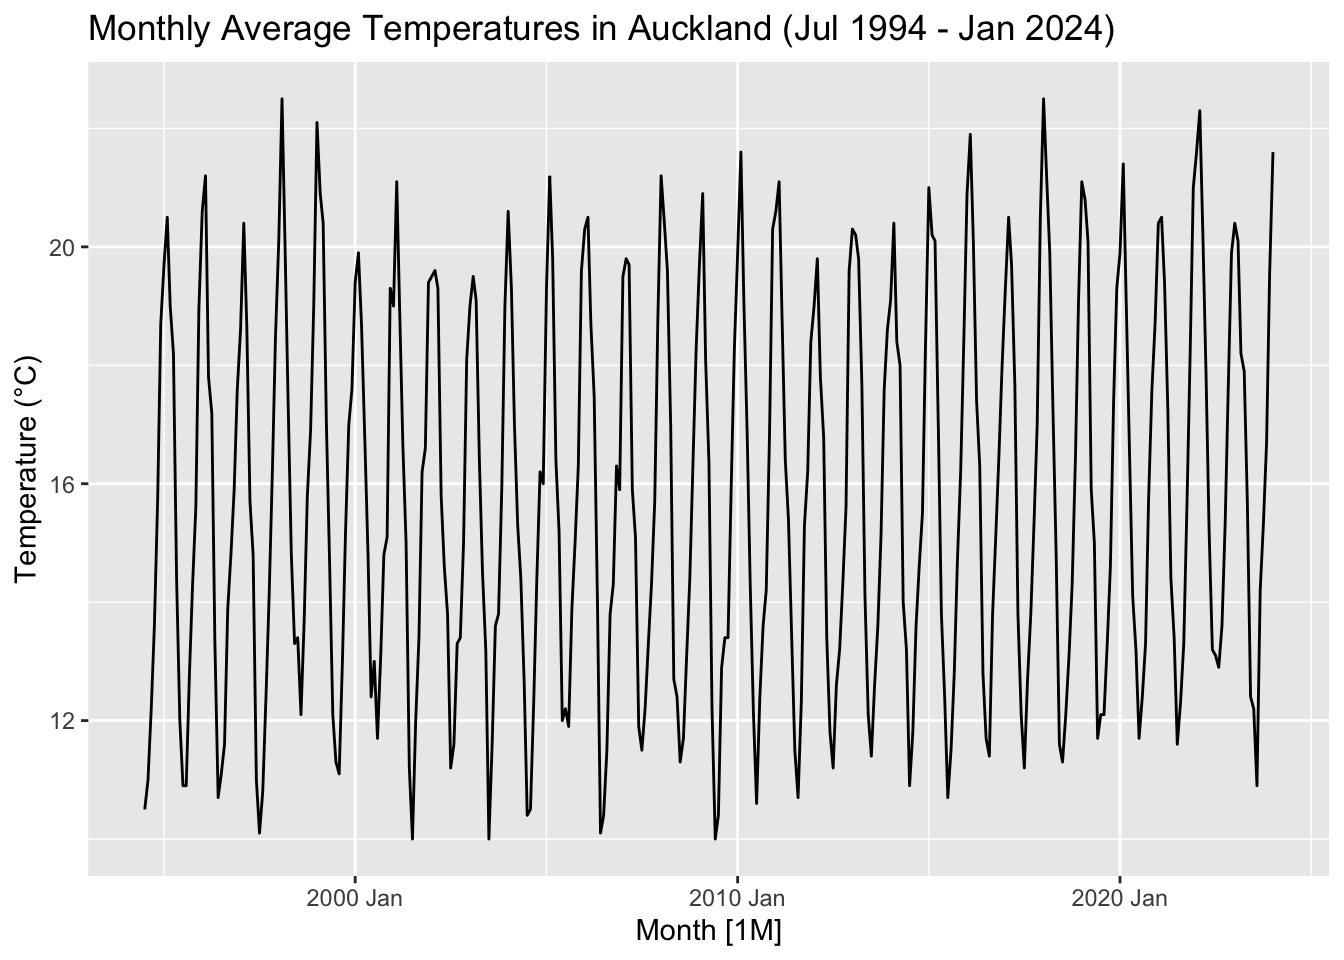 Monthly Average Temperatures in Auckland (Jul 1994 - Jan 2024)
Temperature (°C)
20
16
12
2000 Jan
2010 Jan
2020 Jan
Month [1M]